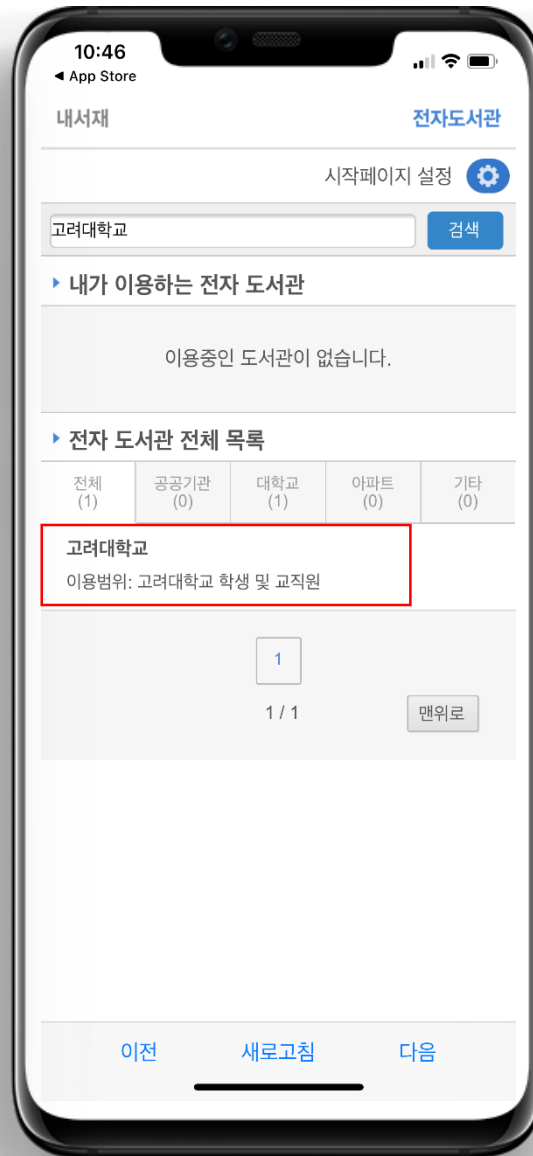 10:46
◀ App Store
내서재 전자도서관
시작페이지 설정
고려대학교 검색
내가 이용하는 전자 도서관
이용중인 도서관이 없습니다.
전자 도서관 전체 목록
전체 공공기관 대학교 아파트 기타
(1) (0) (1) (0) (0)
고려대학교
이용범위: 고려대학교 학생 및 교직원
1
1 / 1 맨위로
이전 새로고침 다음